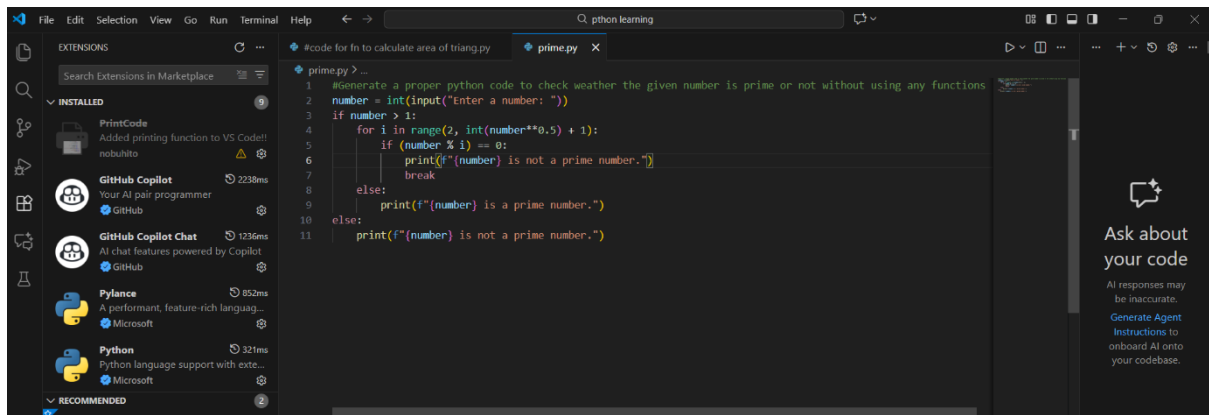 File Edit Selection View Go Run Terminal Help
pthon learning
EXTENSIONS
Search Extensions in Marketplace
INSTALLED
9
PrintCode
Added printing function to VS Code!!
nobuhito
GitHub Copilot 2238ms
Your AI pair programmer
GitHub
GitHub Copilot Chat 1236ms
AI chat features powered by Copilot
GitHub
Pylance 852ms
A performant, feature-rich languag...
Microsoft
Python 321ms
Python language support with exte...
Microsoft
RECOMMENDED
2
#code for fn to calculate area of triang.py
prime.py
prime.py > ...
1 #Generate a proper python code to check weather the given number is prime or not without using any functions
2 number = int(input("Enter a number: "))
3 if number > 1:
4 for i in range(2, int(number**0.5) + 1):
5 if (number % i) == 0:
6 print(f"{number} is not a prime number.")
7 break
8 else:
9 print(f"{number} is a prime number.")
10 else:
11 print(f"{number} is not a prime number.")
Ask about
your code
AI responses may
be inaccurate.
Generate Agent
Instructions to
onboard AI onto
your codebase.